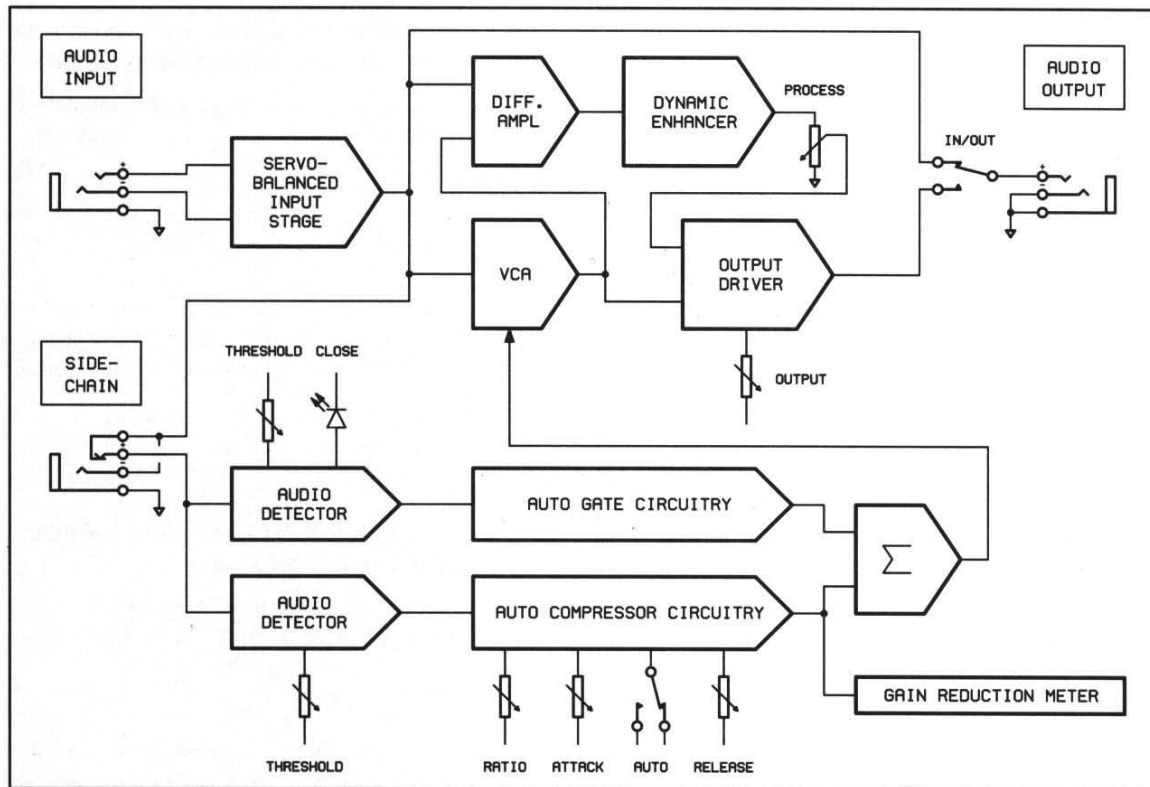 AUDIO
INPUT
SERVO-
BALANCED
INPUT
STAGE
DIFF.
AMPL
DYNAMIC
ENHANCER
PROCESS
AUDIO
OUTPUT
IN/OUT
+
-
+
-
VCA
OUTPUT
DRIVER
OUTPUT
SIDE-
CHAIN
+
-
THRESHOLD CLOSE
AUDIO
DETECTOR
AUTO GATE CIRCUITRY
Σ
AUDIO
DETECTOR
AUTO COMPRESSOR CIRCUITRY
GAIN REDUCTION METER
THRESHOLD
RATIO
ATTACK
AUTO
RELEASE